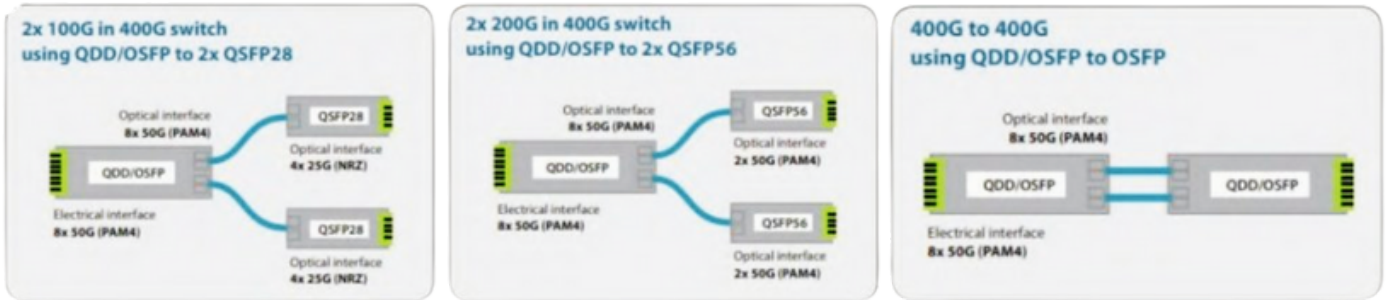 2x 100G in 400G switch
using QDD/OSFP to 2x QSFP28
Optical interface
8x 50G (PAM4)
QSFP28
Optical interface
4x 25G (NRZ)
QDD/OSFP
Electrical interface
8x 50G (PAM4)
QSFP28
Optical interface
4x 25G (NRZ)
2x 200G in 400G switch
using QDD/OSFP to 2x QSFP56
Optical interface
8x 50G (PAM4)
QSFP56
Optical interface
2x 50G (PAM4)
QDD/OSFP
Electrical interface
8x 50G (PAM4)
QSFP56
Optical interface
2x 50G (PAM4)
400G to 400G
using QDD/OSFP to OSFP
Optical interface
8x 50G (PAM4)
QDD/OSFP
QDD/OSFP
Electrical interface
8x 50G (PAM4)